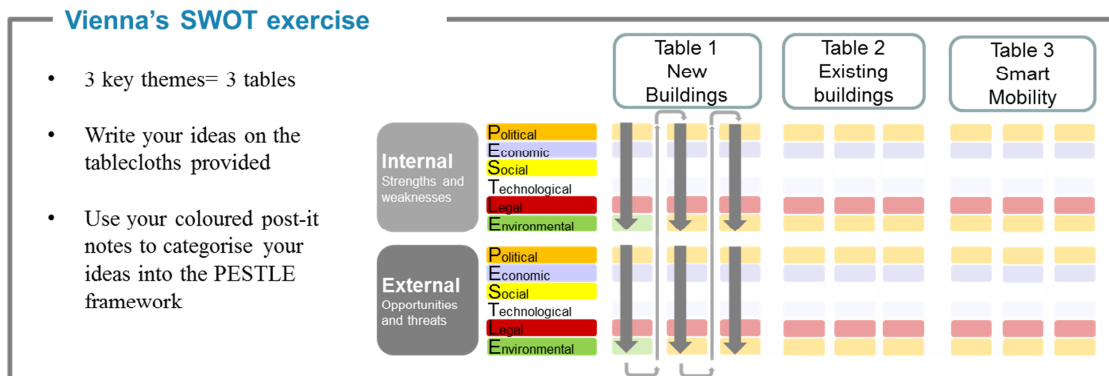 Vienna's SWOT exercise
• 3 key themes= 3 tables
• Write your ideas on the
tablecloths provided
• Use your coloured post-it
notes to categorise your
ideas into the PESTLE
framework
Table 1
New
Buildings
Table 2
Existing
buildings
Table 3
Smart
Mobility
Internal
Strengths and
weaknesses
Political
Economic
Social
Technological
Legal
Environmental
External
Opportunities
and threats
Political
Economic
Social
Technological
Legal
Environmental